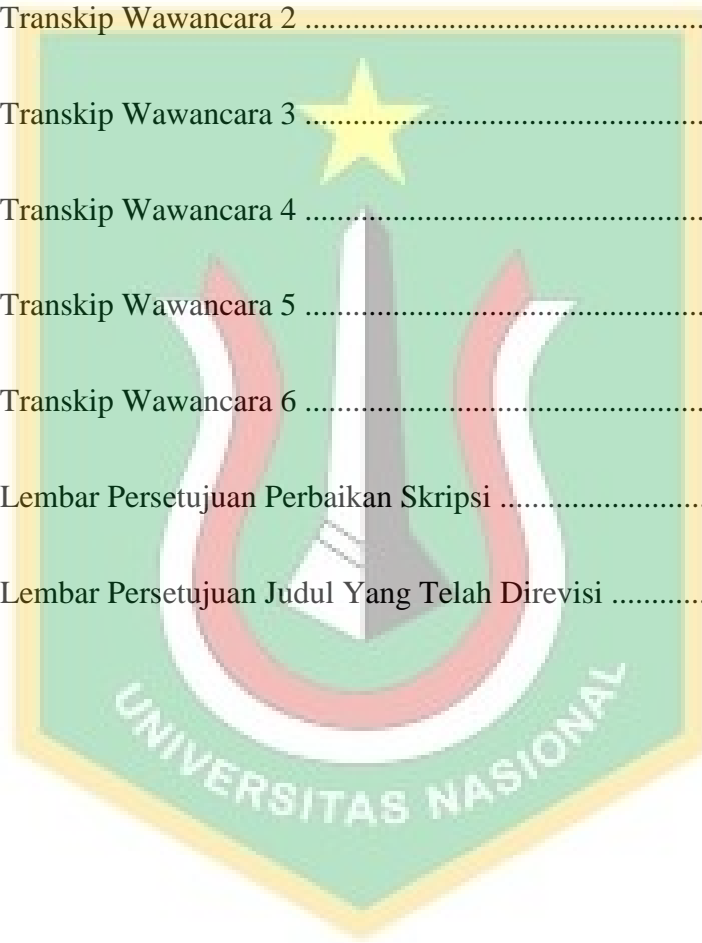 Transkip Wawancara 2 ........................................................
Transkip Wawancara 3 ........................................................
Transkip Wawancara 4 ........................................................
Transkip Wawancara 5 ........................................................
Transkip Wawancara 6 ........................................................
Lembar Persetujuan Perbaikan Skripsi .............................
Lembar Persetujuan Judul Yang Telah Direvisi .............
UNIVERSITAS NASIONAL